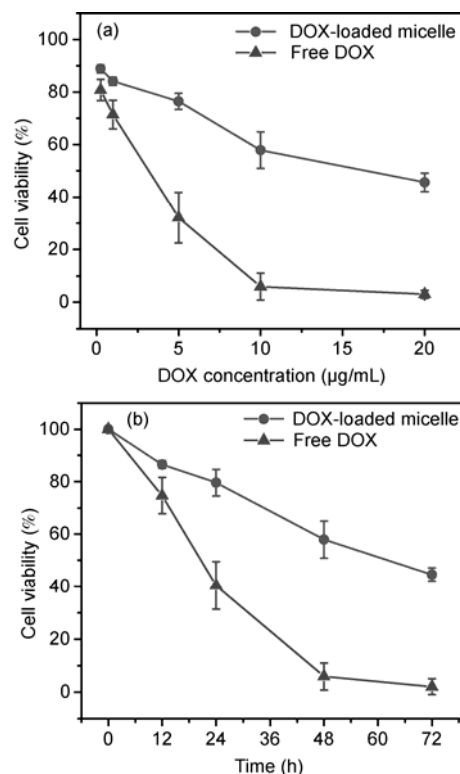 (a)
DOX-loaded micelle
Free DOX
100
80
60
40
20
0
Cell viability (%)
0 5 10 15 20
DOX concentration (μg/mL)
(b)
DOX-loaded micelle
Free DOX
100
80
60
40
20
0
Cell viability (%)
0 12 24 36 48 60 72
Time (h)